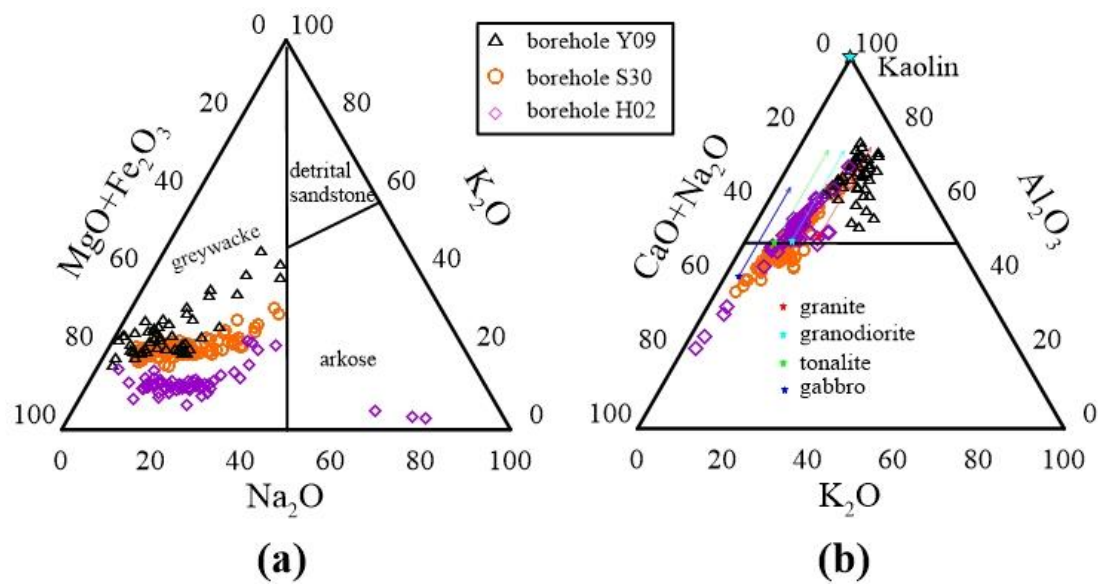 0 100
20
80
40
60
60
40
80
20
100
0
0 20 40 60 80 100
MgO+Fe₂O₃
K₂O
Na₂O
detrital
sandstone
greywacke
arkose
(a)
borehole Y09
borehole S30
borehole H02
0 100
Kaolin
20
80
40
60
60
40
80
20
100
0
0 20 40 60 80 100
CaO+Na₂O
Al₂O₃
K₂O
granite
granodiorite
tonalite
gabbro
(b)